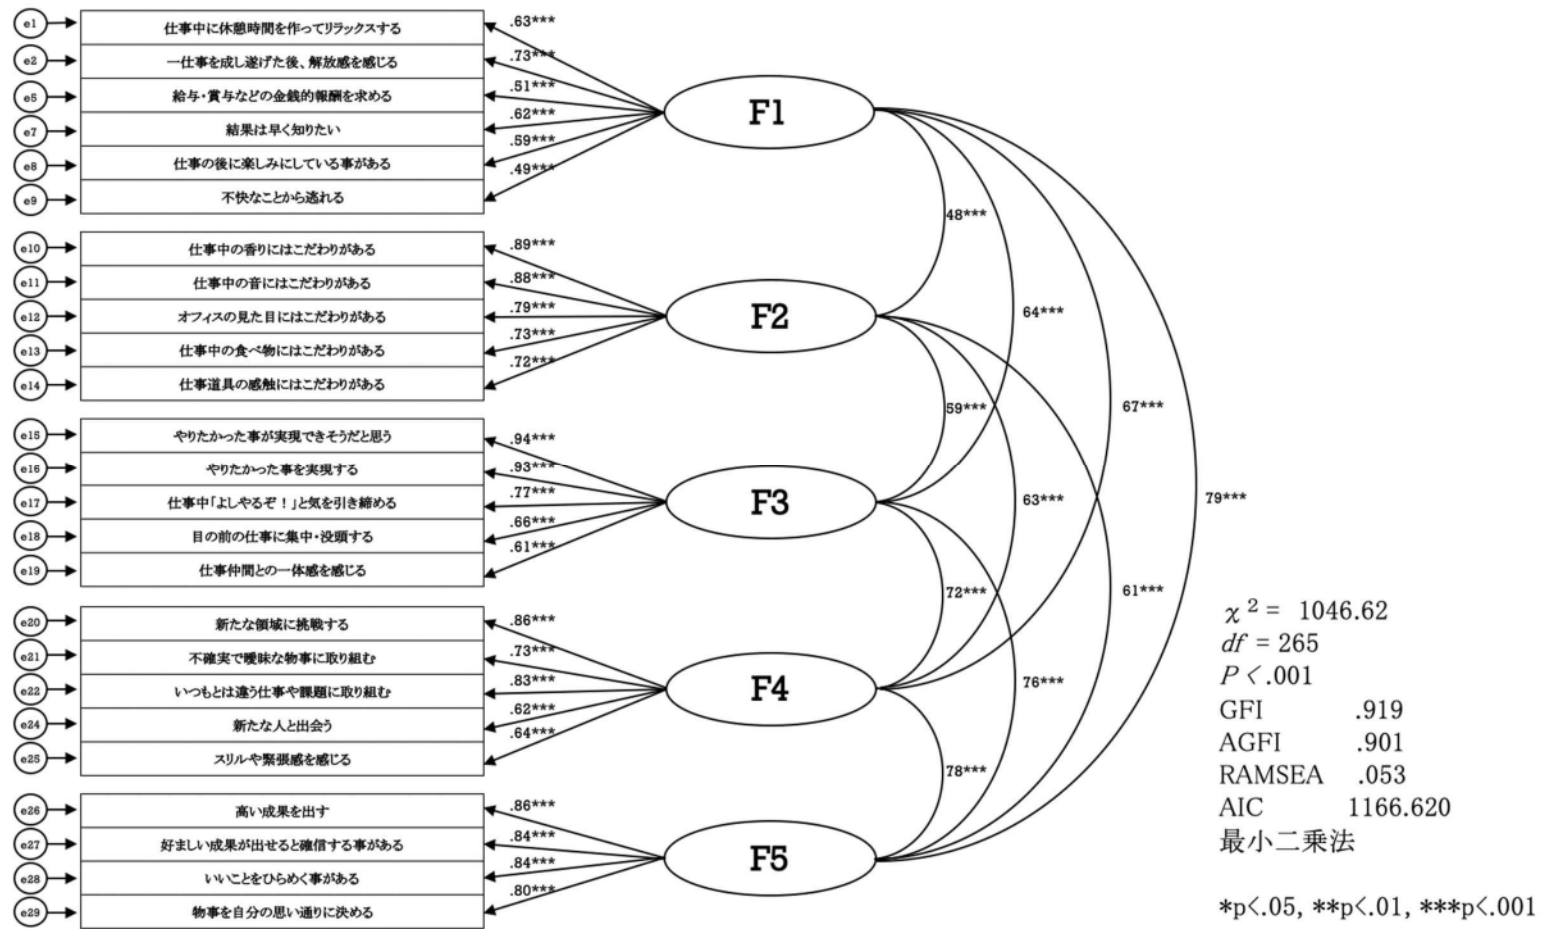 e1 仕事中に休憩時間を作ってリラックスする .63***
e2 一仕事を成し遂げた後、解放感を感じる .73***
e5 給与・賞与などの金銭的報酬を求める .51***
e7 結果は早く知りたい .62***
e8 仕事の後に楽しみにしている事がある .59***
e9 不快なことから逃れる .49***
F1
e10 仕事中の香りにはこだわりがある .89***
e11 仕事中の音にはこだわりがある .88***
e12 オフィスの見た目にはこだわりがある .79***
e13 仕事中の食べ物にはこだわりがある .73***
e14 仕事道具の感触にはこだわりがある .72***
F2
e15 やりたかった事が実現できそうだと思う .94***
e16 やりたかった事を実現する .93***
e17 仕事中「よしやるぞ！」と気を引き締める .77***
e18 目の前の仕事に集中・没頭する .66***
e19 仕事仲間との一体感を感じる .61***
F3
e20 新たな領域に挑戦する .86***
e21 不確実で曖昧な物事に取り組む .73***
e22 いつもとは違う仕事や課題に取り組む .83***
e24 新たな人と出会う .62***
e25 スリルや緊張感を感じる .64***
F4
e26 高い成果を出す .86***
e27 好ましい成果が出せると確信する事がある .84***
e28 いいことをひらめく事がある .84***
e29 物事を自分の思い通りに決める .80***
F5
48***
64***
59***
67***
63***
79***
72***
61***
76***
78***
χ² = 1046.62
df = 265
P < .001
GFI .919
AGFI .901
RAMSEA .053
AIC 1166.620
最小二乗法
*p<.05, **p<.01, ***p<.001